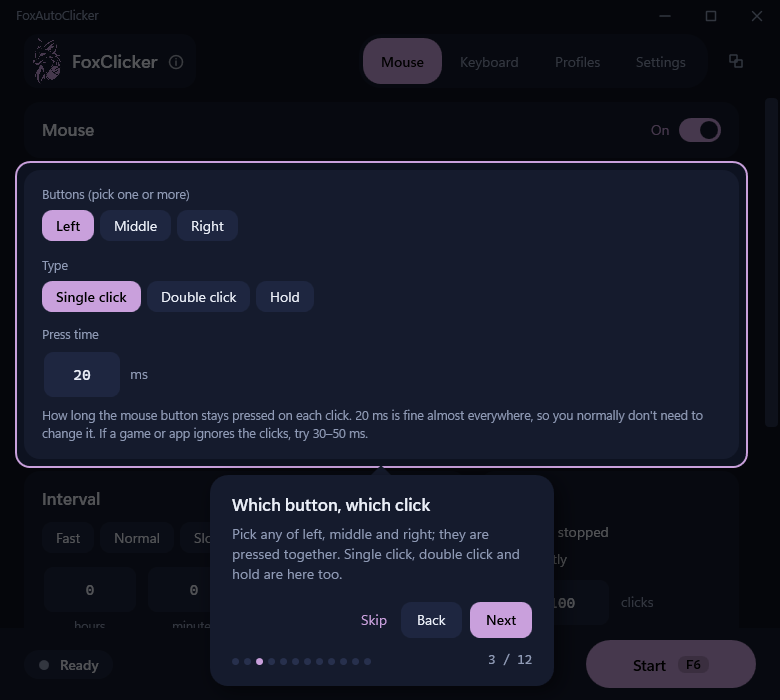 FoxAutoClicker
FoxClicker
Mouse
Keyboard
Profiles
Settings
Mouse
On
Buttons (pick one or more)
Left
Middle
Right
Type
Single click
Double click
Hold
Press time
20
ms
How long the mouse button stays pressed on each click. 20 ms is fine almost everywhere, so you normally don't need to
change it. If a game or app ignores the clicks, try 30–50 ms.
Interval
Fast
Normal
stopped
0
0
100
clicks
hours
Which button, which click
Pick any of left, middle and right; they are
pressed together. Single click, double click and
hold are here too.
Skip
Back
Next
3 / 12
Ready
Start
F6